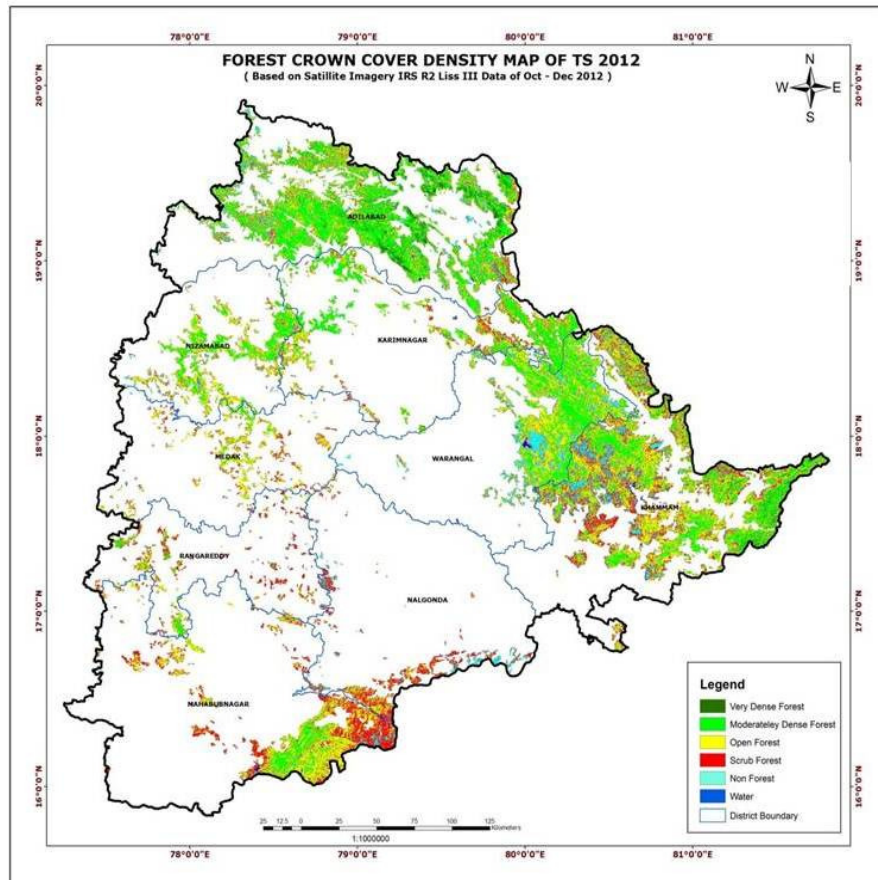 78°0'0"E 79°0'0"E 80°0'0"E 81°0'0"E
FOREST CROWN COVER DENSITY MAP OF TS 2012
( Based on Satellite Imagery IRS R2 Liss III Data of Oct - Dec 2012 )
N
W E
S
20°0'0"N 20°0'0"N
ADILABAD
19°0'0"N 19°0'0"N
NIZAMABAD
KARIMNAGAR
18°0'0"N 18°0'0"N
MEDAK
WARANGAL
KHAMMAM
RANGAREDDY
NALGONDA
17°0'0"N 17°0'0"N
MAHABUBNAGAR
16°0'0"N 16°0'0"N
Legend
Very Dense Forest
Moderateley Dense Forest
Open Forest
Scrub Forest
Non Forest
Water
District Boundary
25 12.5 0 25 50 75 100 125
Kilometers
1:1000000
78°0'0"E 79°0'0"E 80°0'0"E 81°0'0"E